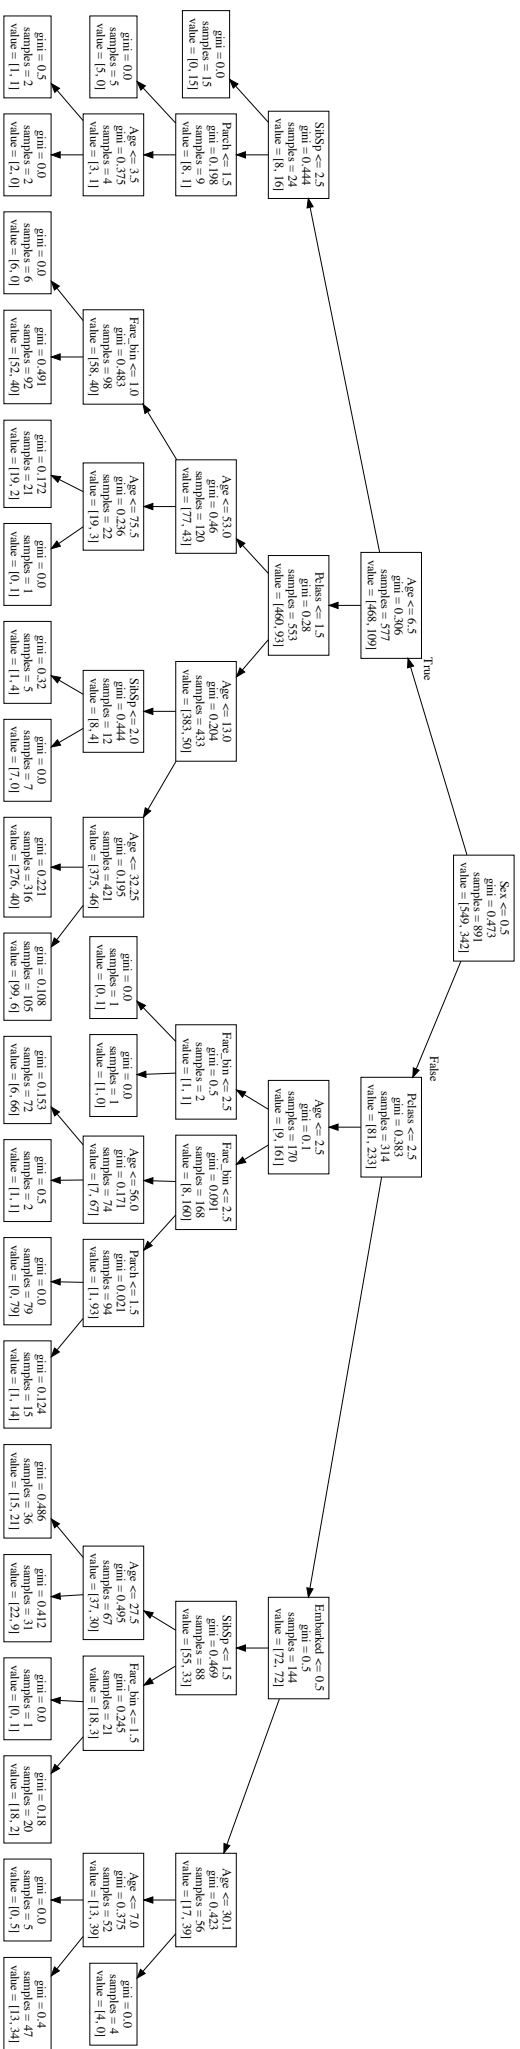 Sex <= 0.5
gini = 0.473
samples = 891
value = [549, 342]
True
False
Age <= 6.5
gini = 0.306
samples = 577
value = [468, 109]
Pclass <= 2.5
gini = 0.383
samples = 314
value = [81, 233]
SibSp <= 2.5
gini = 0.444
samples = 24
value = [8, 16]
Pclass <= 1.5
gini = 0.28
samples = 553
value = [460, 93]
Age <= 2.5
gini = 0.1
samples = 170
value = [9, 161]
Embarked <= 0.5
gini = 0.5
samples = 144
value = [72, 72]
gini = 0.0
samples = 15
value = [0, 15]
Parch <= 1.5
gini = 0.198
samples = 9
value = [8, 1]
Age <= 53.0
gini = 0.46
samples = 120
value = [77, 43]
Age <= 13.0
gini = 0.204
samples = 433
value = [383, 50]
Fare_bin <= 2.5
gini = 0.5
samples = 2
value = [1, 1]
Fare_bin <= 2.5
gini = 0.091
samples = 168
value = [8, 160]
SibSp <= 1.5
gini = 0.469
samples = 88
value = [55, 33]
Age <= 30.1
gini = 0.423
samples = 56
value = [17, 39]
gini = 0.0
samples = 5
value = [5, 0]
Age <= 3.5
gini = 0.375
samples = 4
value = [3, 1]
Fare_bin <= 1.0
gini = 0.483
samples = 98
value = [58, 40]
Age <= 75.5
gini = 0.236
samples = 22
value = [19, 3]
SibSp <= 2.0
gini = 0.444
samples = 12
value = [8, 4]
Age <= 32.25
gini = 0.195
samples = 421
value = [375, 46]
gini = 0.0
samples = 1
value = [0, 1]
gini = 0.0
samples = 1
value = [1, 0]
Age <= 56.0
gini = 0.171
samples = 74
value = [7, 67]
Parch <= 1.5
gini = 0.021
samples = 94
value = [1, 93]
Age <= 27.5
gini = 0.495
samples = 67
value = [37, 30]
Fare_bin <= 1.5
gini = 0.245
samples = 21
value = [18, 3]
Age <= 7.0
gini = 0.375
samples = 52
value = [13, 39]
gini = 0.0
samples = 4
value = [4, 0]
gini = 0.5
samples = 2
value = [1, 1]
gini = 0.0
samples = 2
value = [2, 0]
gini = 0.0
samples = 6
value = [6, 0]
gini = 0.491
samples = 92
value = [52, 40]
gini = 0.172
samples = 21
value = [19, 2]
gini = 0.0
samples = 1
value = [0, 1]
gini = 0.32
samples = 5
value = [1, 4]
gini = 0.0
samples = 7
value = [7, 0]
gini = 0.221
samples = 316
value = [276, 40]
gini = 0.108
samples = 105
value = [99, 6]
gini = 0.153
samples = 72
value = [6, 66]
gini = 0.5
samples = 2
value = [1, 1]
gini = 0.0
samples = 79
value = [0, 79]
gini = 0.124
samples = 15
value = [1, 14]
gini = 0.486
samples = 36
value = [15, 21]
gini = 0.412
samples = 31
value = [22, 9]
gini = 0.0
samples = 1
value = [0, 1]
gini = 0.18
samples = 20
value = [18, 2]
gini = 0.0
samples = 5
value = [0, 5]
gini = 0.4
samples = 47
value = [13, 34]